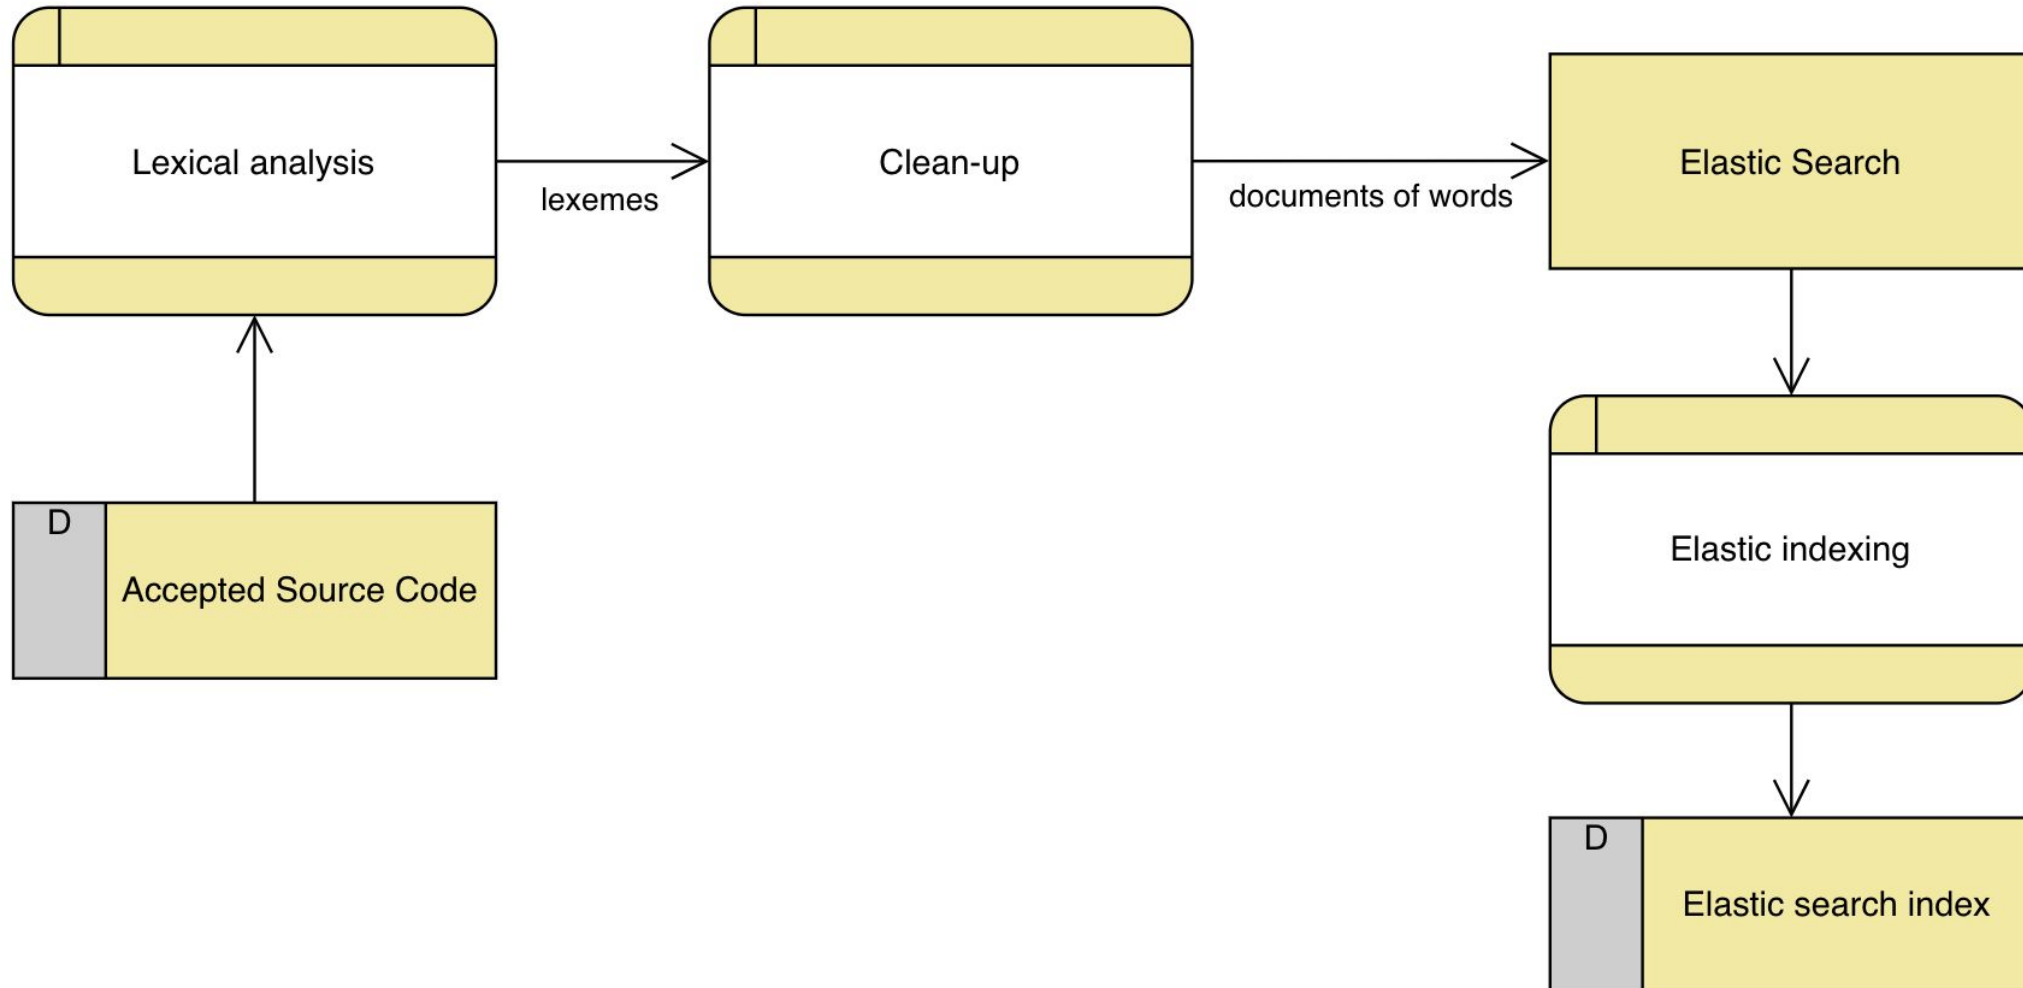 Lexical analysis
lexemes
Clean-up
documents of words
Elastic Search
D
Accepted Source Code
Elastic indexing
D
Elastic search index